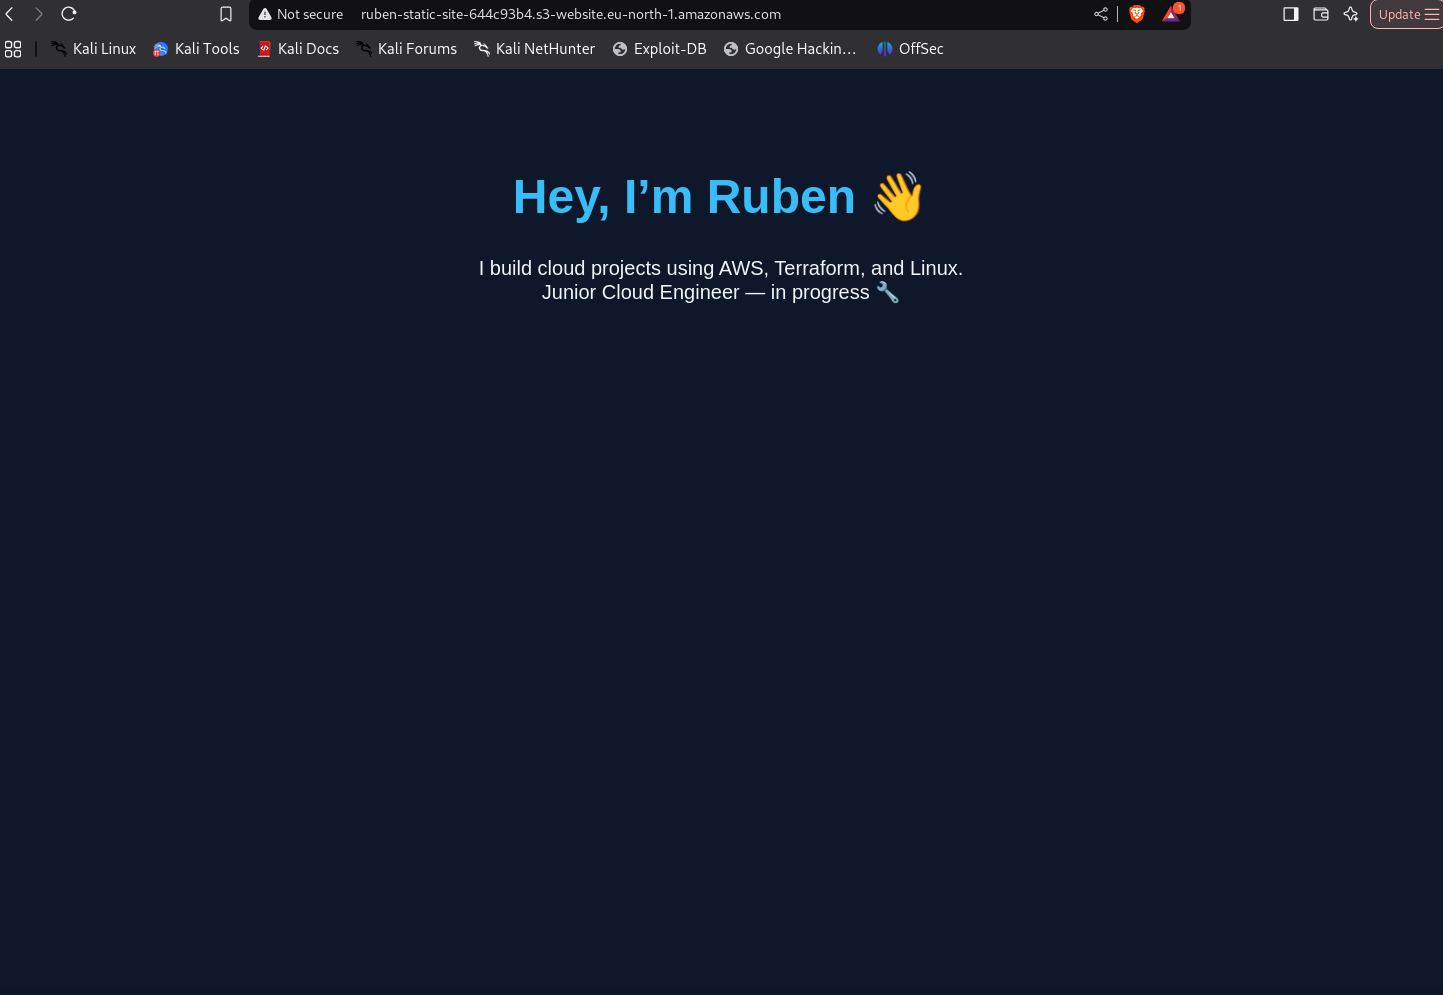 Not secure ruben-static-site-644c93b4.s3-website.eu-north-1.amazonaws.com 1 Update
Kali Linux Kali Tools Kali Docs Kali Forums Kali NetHunter Exploit-DB Google Hackin... OffSec
Hey, I’m Ruben 👋
I build cloud projects using AWS, Terraform, and Linux.
Junior Cloud Engineer — in progress 🔧